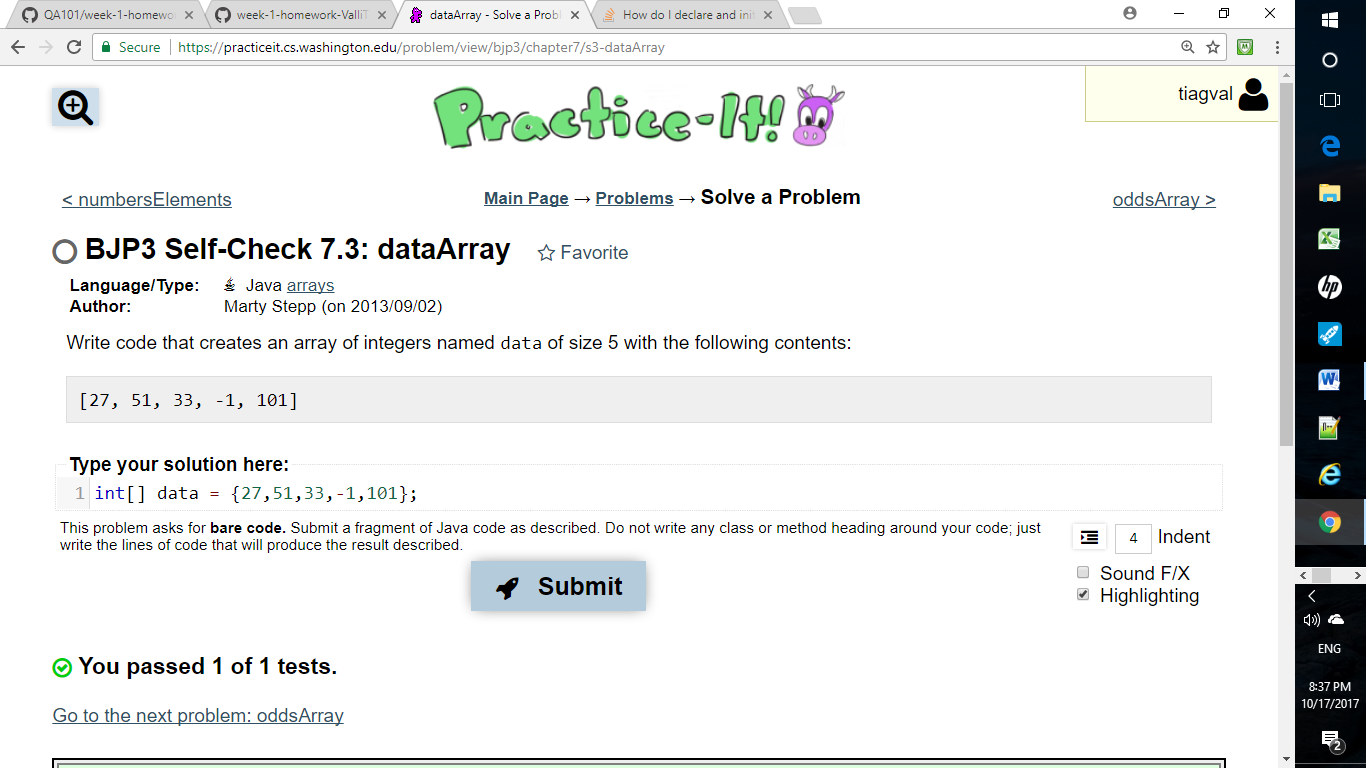 QA101/week-1-homewo
week-1-homework-ValliT
dataArray - Solve a Probl
How do I declare and init
Secure
https://practiceit.cs.washington.edu/problem/view/bjp3/chapter7/s3-dataArray
Practice-It!
tiagval
< numbersElements
Main Page → Problems → Solve a Problem
oddsArray >
BJP3 Self-Check 7.3: dataArray
Favorite
Language/Type: Java arrays
Author: Marty Stepp (on 2013/09/02)
Write code that creates an array of integers named data of size 5 with the following contents:
[27, 51, 33, -1, 101]
Type your solution here:
1 int[] data = {27,51,33,-1,101};
This problem asks for bare code. Submit a fragment of Java code as described. Do not write any class or method heading around your code; just
write the lines of code that will produce the result described.
4 Indent
Sound F/X
Highlighting
Submit
You passed 1 of 1 tests.
Go to the next problem: oddsArray
hp
ENG
8:37 PM
10/17/2017
2